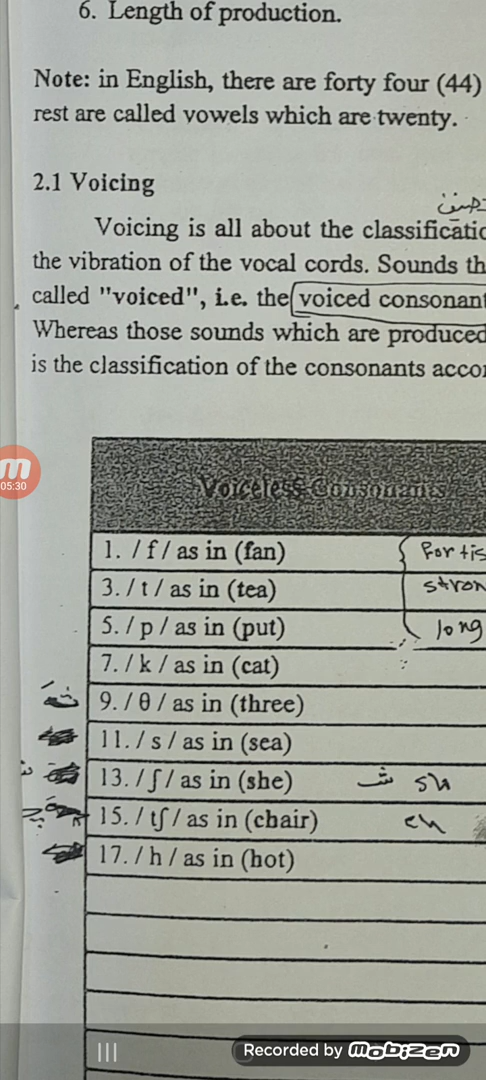 6. Length of production.
Note: in English, there are forty four (44)
rest are called vowels which are twenty.
2.1 Voicing
Voicing is all about the classificatio
the vibration of the vocal cords. Sounds th
called "voiced", i.e. the voiced consonant
Whereas those sounds which are produced
is the classification of the consonants accor
05:30
Voiceless Consonants
1. / f / as in (fan) Fortis
3. / t / as in (tea) stron
5. / p / as in (put) long
7. / k / as in (cat)
9. / θ / as in (three)
11. / s / as in (sea)
13. / ʃ / as in (she) ش sh
15. / tʃ / as in (chair) ch
17. / h / as in (hot)
Recorded by mobizen